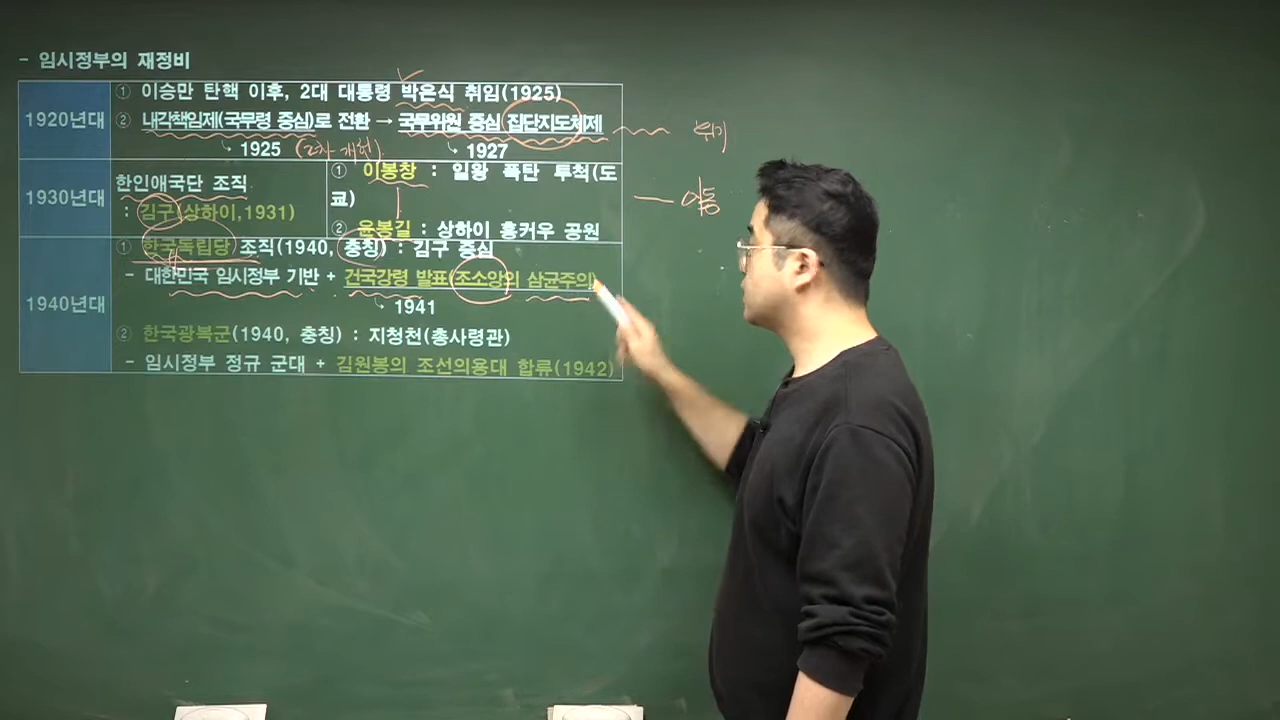 - 임시정부의 재정비
1920년대
① 이승만 탄핵 이후, 2대 대통령 박은식 취임(1925)
② 내각책임제(국무령 중심)로 전환 → 국무위원 중심 집단지도체제
1925 (2차 개헌) 1927
위기
1930년대
한인애국단 조직
: 김구(상하이,1931)
① 이봉창 : 일왕 폭탄 투척(도
쿄)
② 윤봉길 : 상하이 훙커우 공원
이동
1940년대
① 한국독립당 조직(1940, 충칭) : 김구 중심
- 대한민국 임시정부 기반 + 건국강령 발표(조소앙의 삼균주의)
1941
② 한국광복군(1940, 충칭) : 지청천(총사령관)
- 임시정부 정규 군대 + 김원봉의 조선의용대 합류(1942)